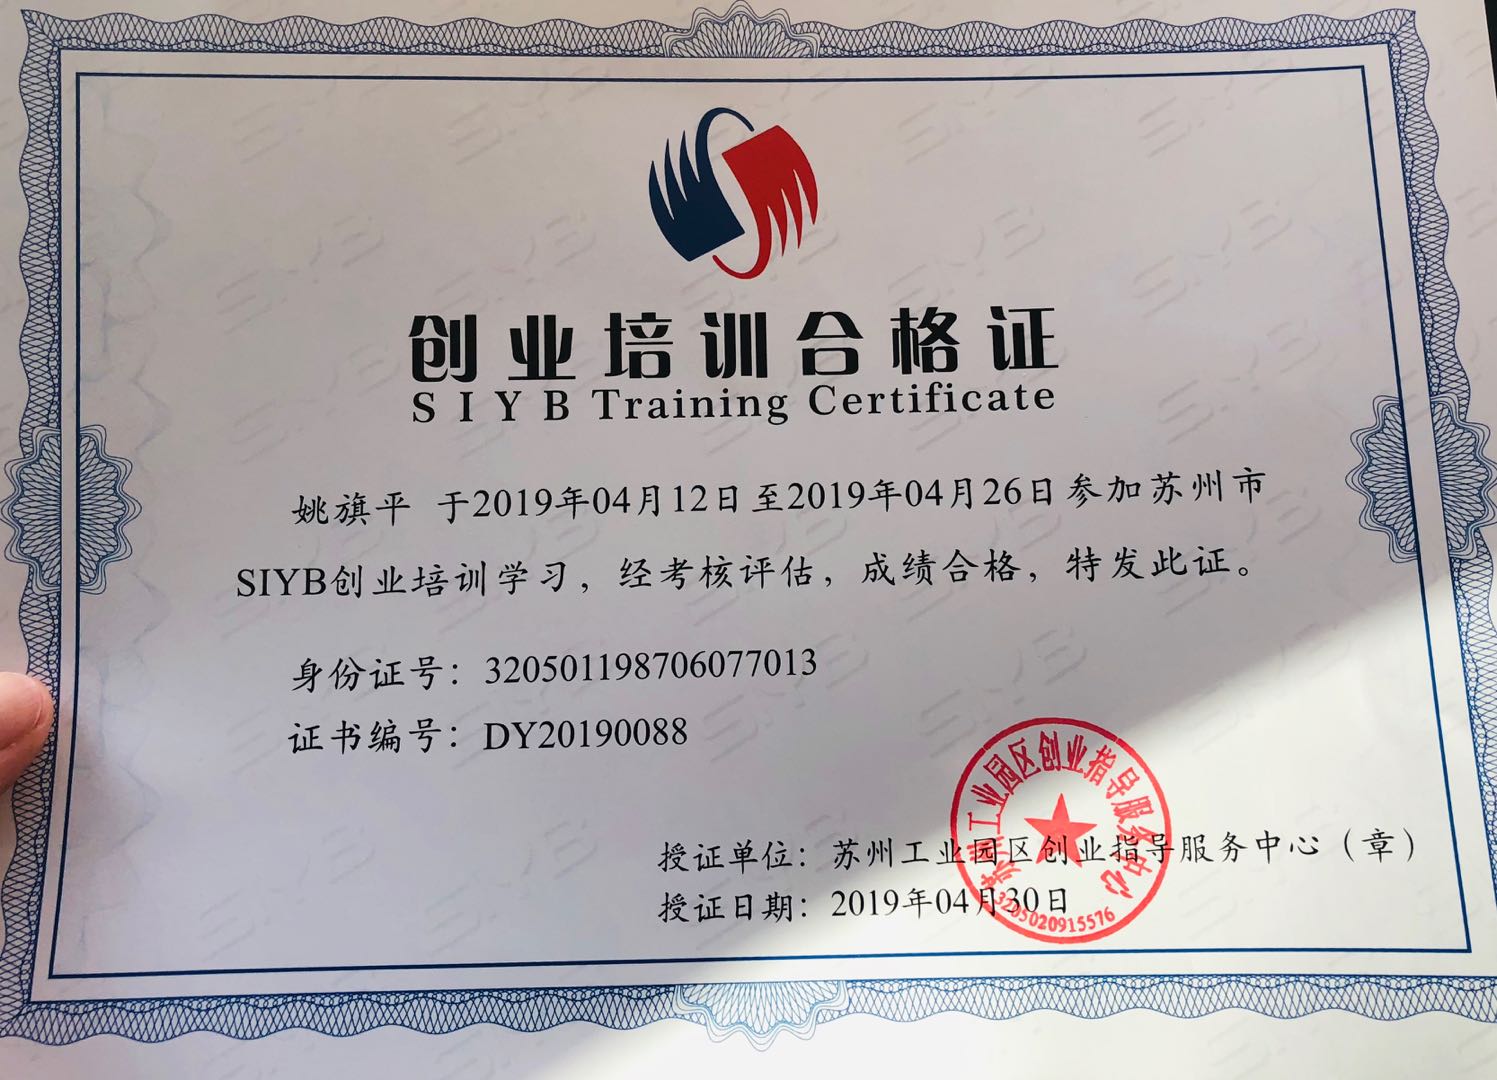 创业培训合格证
SIYB Training Certificate
姚旗平 于2019年04月12日至2019年04月26日参加苏州市
SIYB创业培训学习，经考核评估，成绩合格，特发此证。
身份证号：320501198706077013
证书编号：DY20190088
授证单位：苏州工业园区创业指导服务中心（章）
授证日期：2019年04月30日
苏州工业园区创业指导服务中心
3205020915576